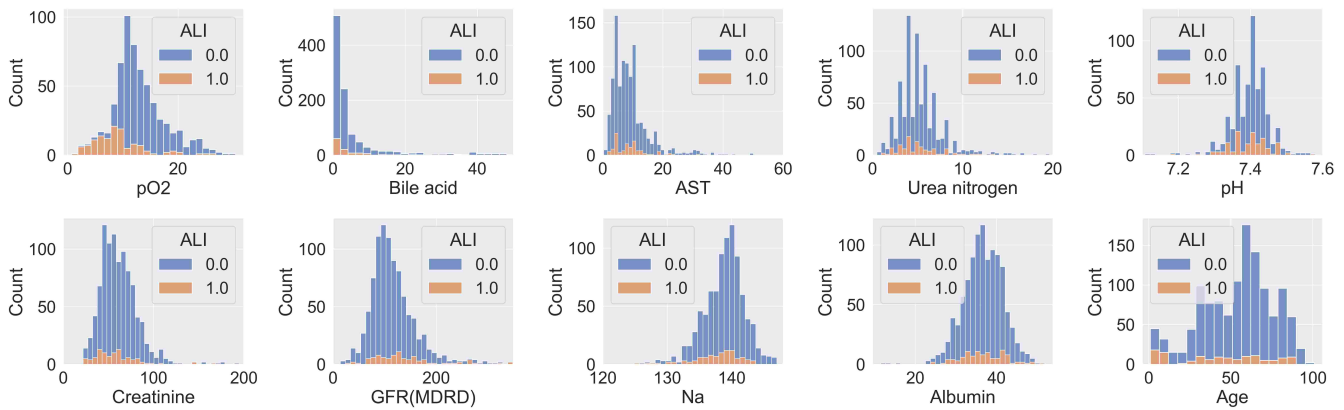 100
50
0
Count
0
20
pO2
ALI
0.0
1.0
400
200
0
Count
0
20
40
Bile acid
ALI
0.0
1.0
150
100
50
0
Count
0
20
40
60
AST
ALI
0.0
1.0
100
50
0
Count
0
10
20
Urea nitrogen
ALI
0.0
1.0
100
50
0
Count
7.2
7.4
7.6
pH
ALI
0.0
1.0
100
50
0
Count
0
100
200
Creatinine
ALI
0.0
1.0
100
50
0
Count
0
200
GFR(MDRD)
ALI
0.0
1.0
100
50
0
Count
120
130
140
Na
ALI
0.0
1.0
100
50
0
Count
20
40
Albumin
ALI
0.0
1.0
150
100
50
0
Count
0
50
100
Age
ALI
0.0
1.0